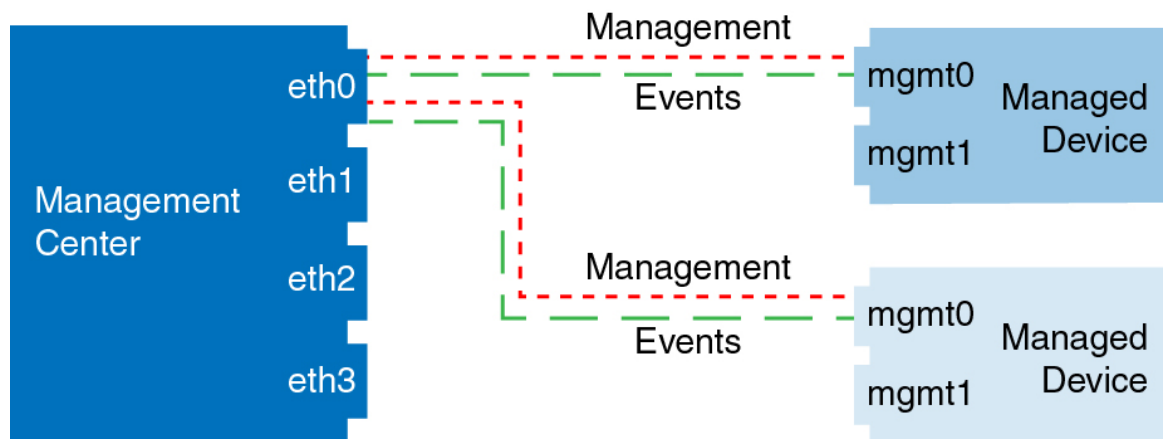 Management
Events
eth0
eth1
eth2
eth3
Management
Center
mgmt0
mgmt1
Managed
Device
Management
Events
mgmt0
mgmt1
Managed
Device